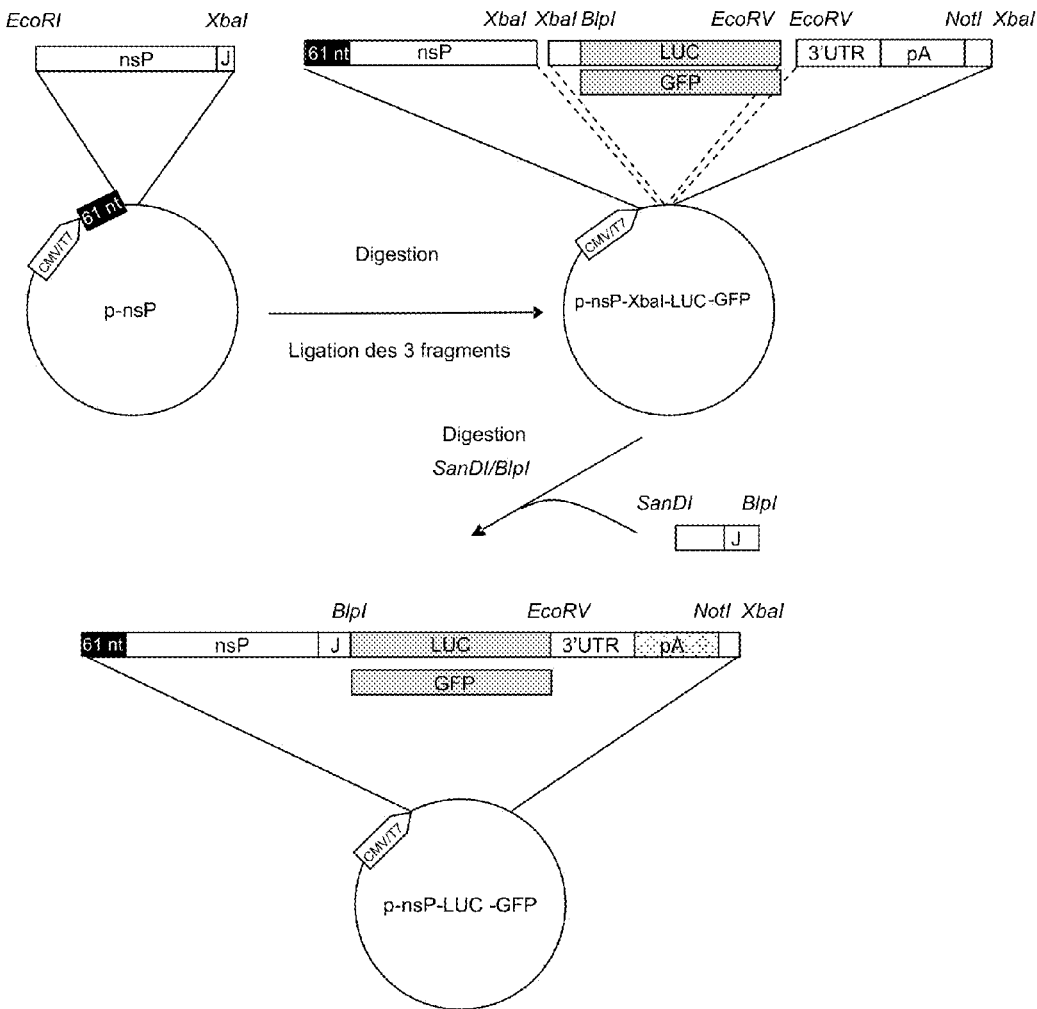 EcoRI XbaI
nsP J
XbaI XbaI BlpI EcoRV EcoRV NotI XbaI
61 nt nsP LUC 3'UTR pA
GFP
61 nt
CMV/T7
p-nsP
Digestion
Ligation des 3 fragments
CMV/T7
p-nsP-XbaI-LUC-GFP
Digestion
SanDI/BlpI
SanDI BlpI
J
BlpI EcoRV NotI XbaI
61 nt nsP J LUC 3'UTR pA
GFP
CMV/T7
p-nsP-LUC -GFP